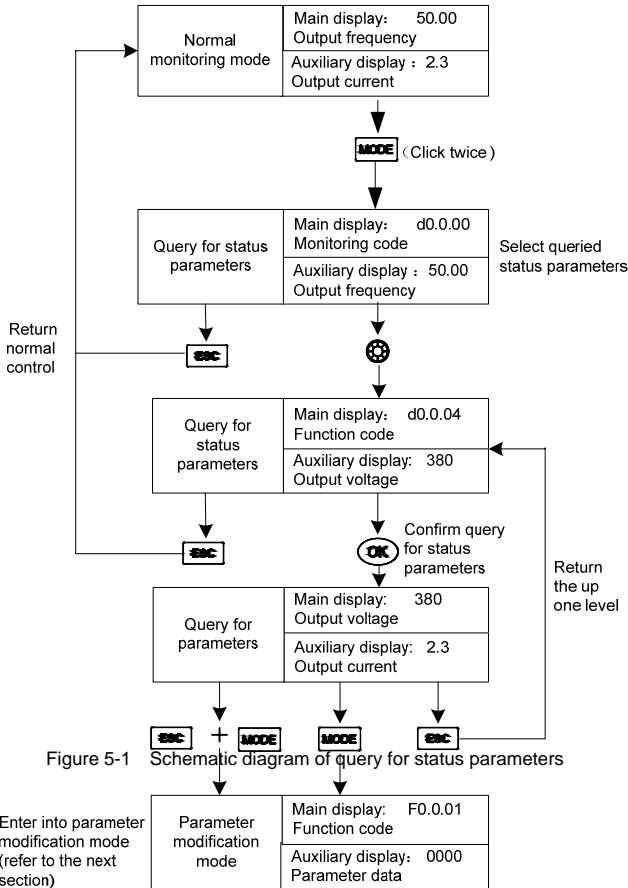 Normal
monitoring mode
Main display: 50.00
Output frequency
Auxiliary display : 2.3
Output current
MODE (Click twice)
Query for status
parameters
Main display: d0.0.00
Monitoring code
Auxiliary display : 50.00
Output frequency
Select queried
status parameters
Return
normal
control
ESC
Query for
status
parameters
Main display: d0.0.04
Function code
Auxiliary display: 380
Output voltage
ESC
OK
Confirm query
for status
parameters
Return
the up
one level
Query for
parameters
Main display: 380
Output voltage
Auxiliary display: 2.3
Output current
ESC + MODE
MODE
ESC
Figure 5-1 Schematic diagram of query for status parameters
Enter into parameter
modification mode
(refer to the next
section)
Parameter
modification
mode
Main display: F0.0.01
Function code
Auxiliary display: 0000
Parameter data